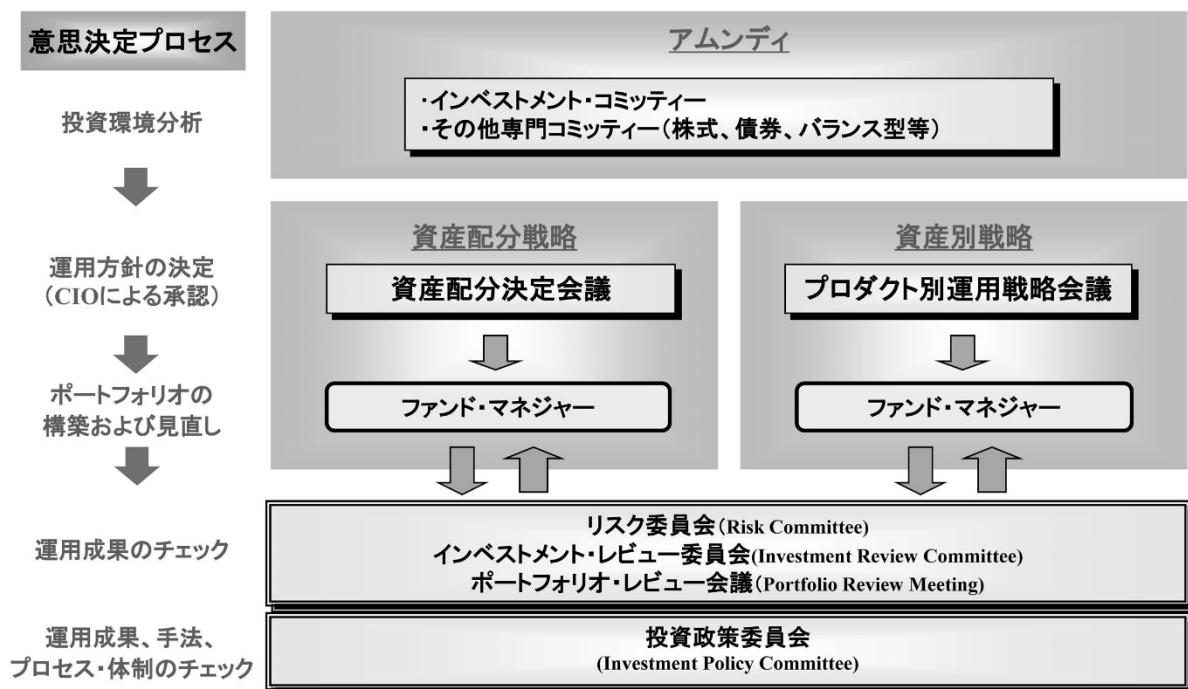 意思決定プロセス
アムンディ
投資環境分析
・インベストメント・コミッティー
・その他専門コミッティー(株式、債券、バランス型等)
資産配分戦略
資産別戦略
運用方針の決定
(CIOによる承認)
資産配分決定会議
プロダクト別運用戦略会議
ポートフォリオの
構築および見直し
ファンド・マネジャー
ファンド・マネジャー
運用成果のチェック
リスク委員会(Risk Committee)
インベストメント・レビュー委員会(Investment Review Committee)
ポートフォリオ・レビュー会議(Portfolio Review Meeting)
運用成果、手法、
プロセス・体制のチェック
投資政策委員会
(Investment Policy Committee)